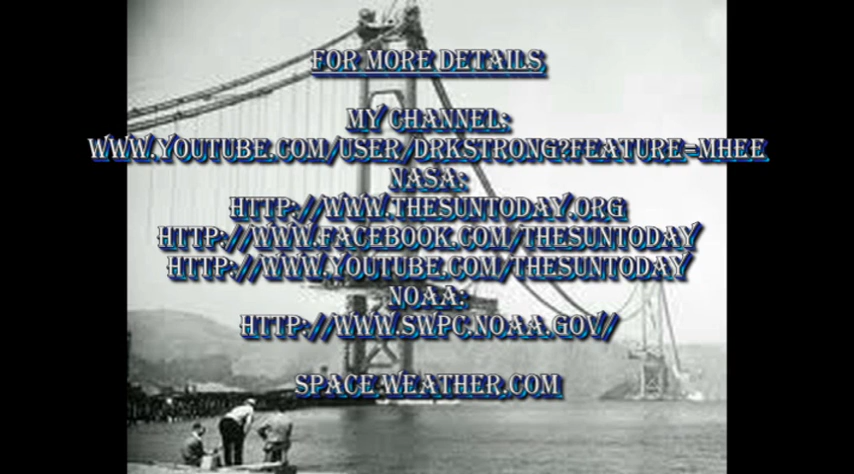 FOR MORE DETAILS
MY CHANNEL:
WWW.YOUTUBE.COM/USER/DRKSTRONG?FEATURE=MHEE
NASA:
HTTP://WWW.THESUNTODAY.ORG
HTTP://WWW.FACEBOOK.COM/THESUNTODAY
HTTP://WWW.YOUTUBE.COM/THESUNTODAY
NOAA:
HTTP://WWW.SWPC.NOAA.GOV/
SPACE.WEATHER.COM